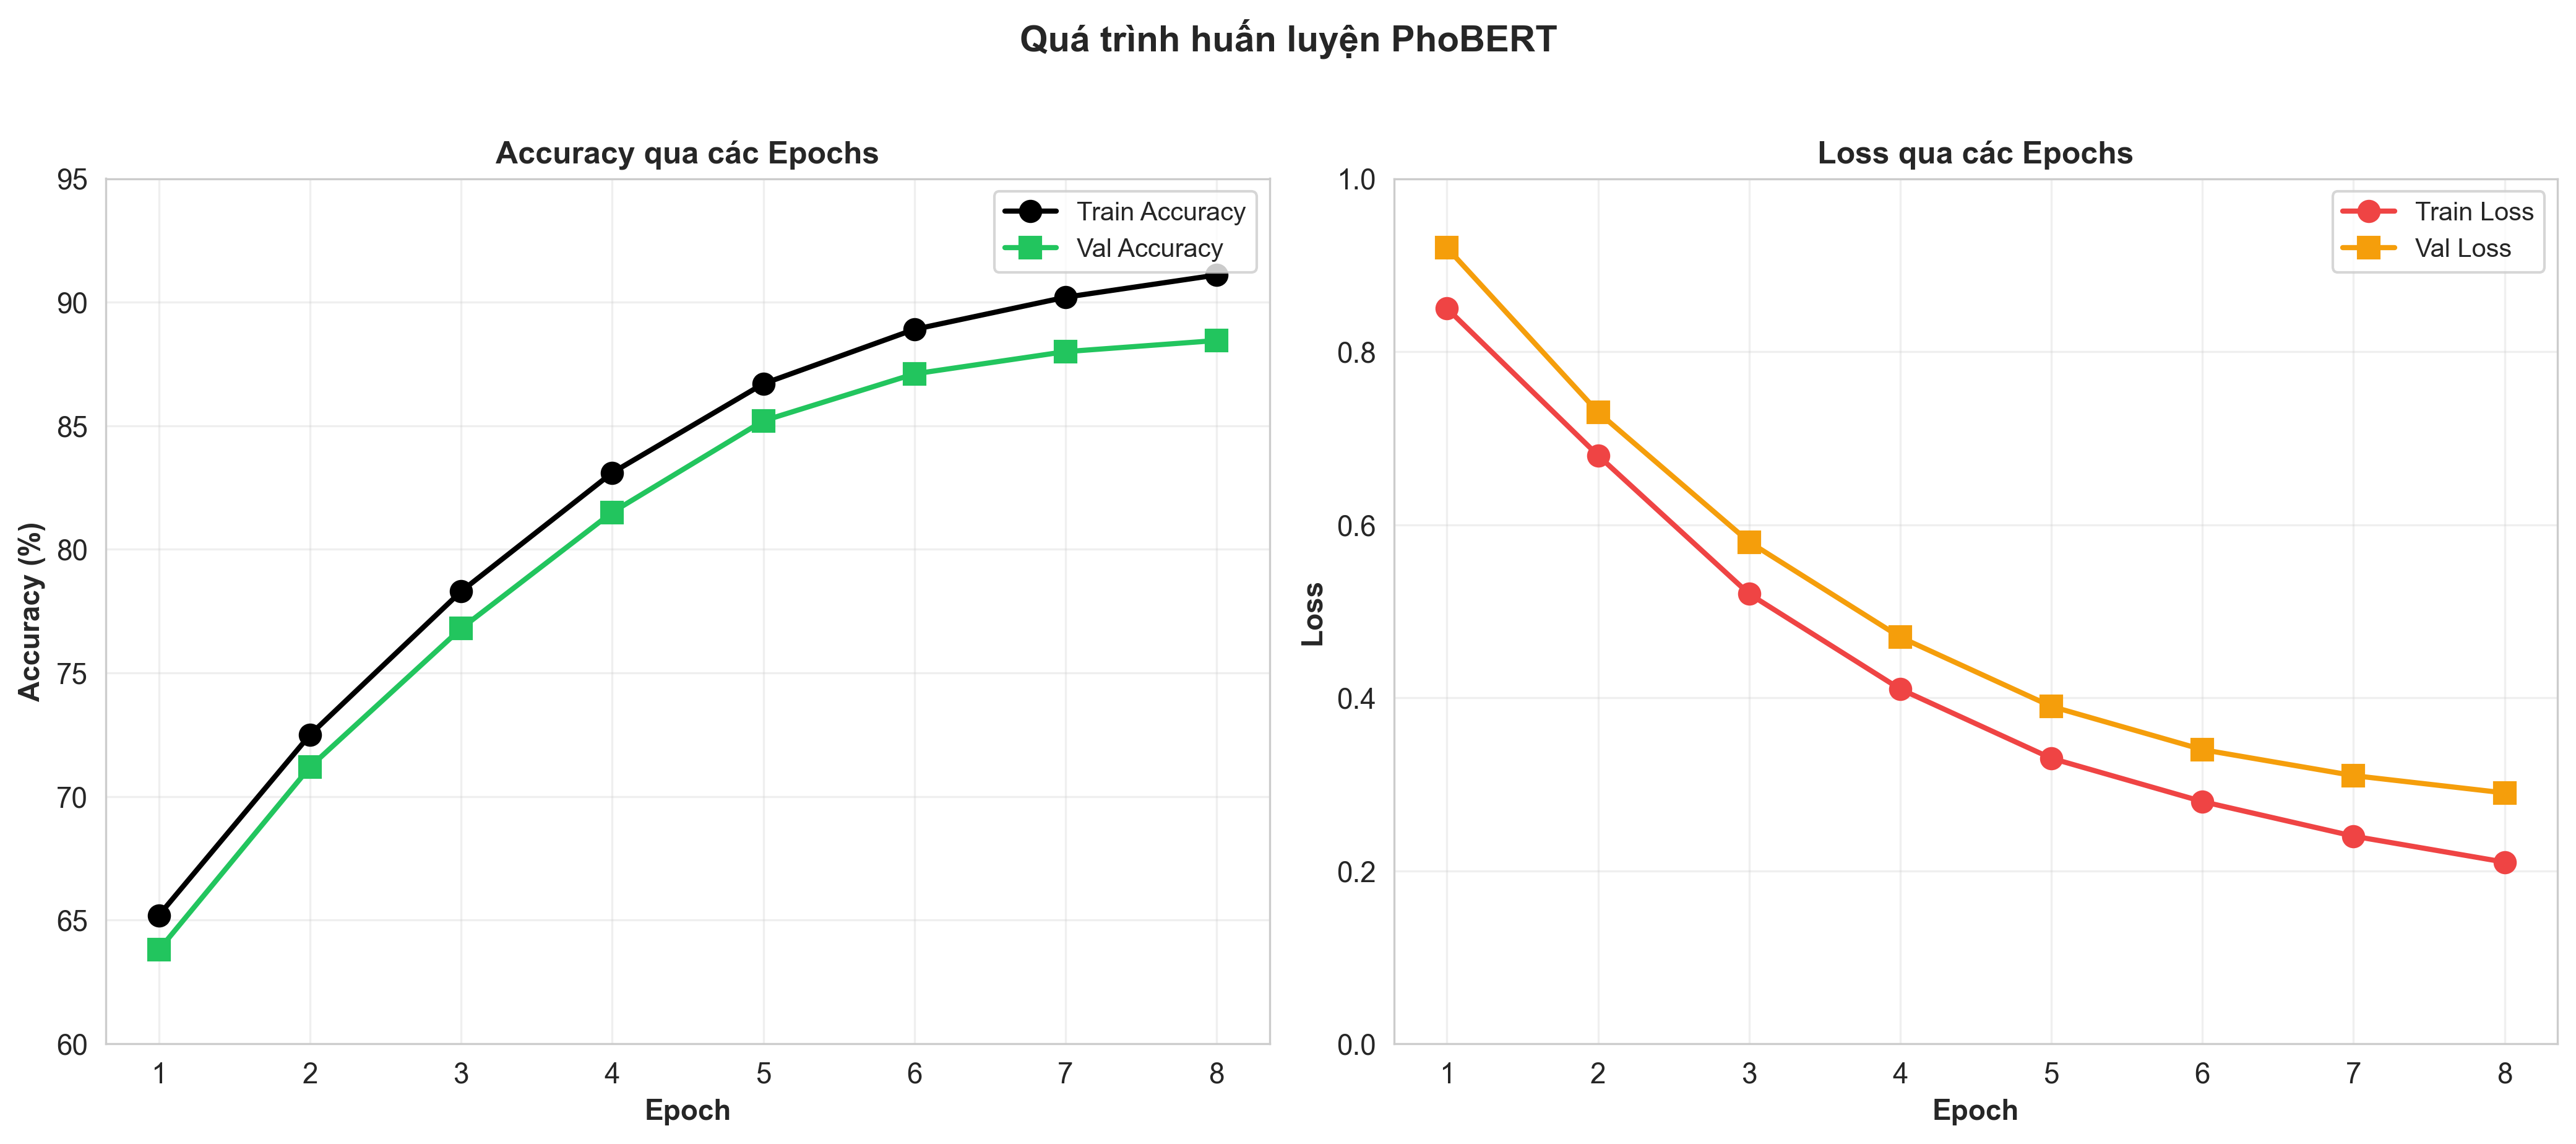 Quá trình huấn luyện PhoBERT
Accuracy qua các Epochs
95
90
85
80
75
70
65
60
Accuracy (%)
Train Accuracy
Val Accuracy
1 2 3 4 5 6 7 8
Epoch
Loss qua các Epochs
1.0
0.8
0.6
0.4
0.2
0.0
Loss
Train Loss
Val Loss
1 2 3 4 5 6 7 8
Epoch